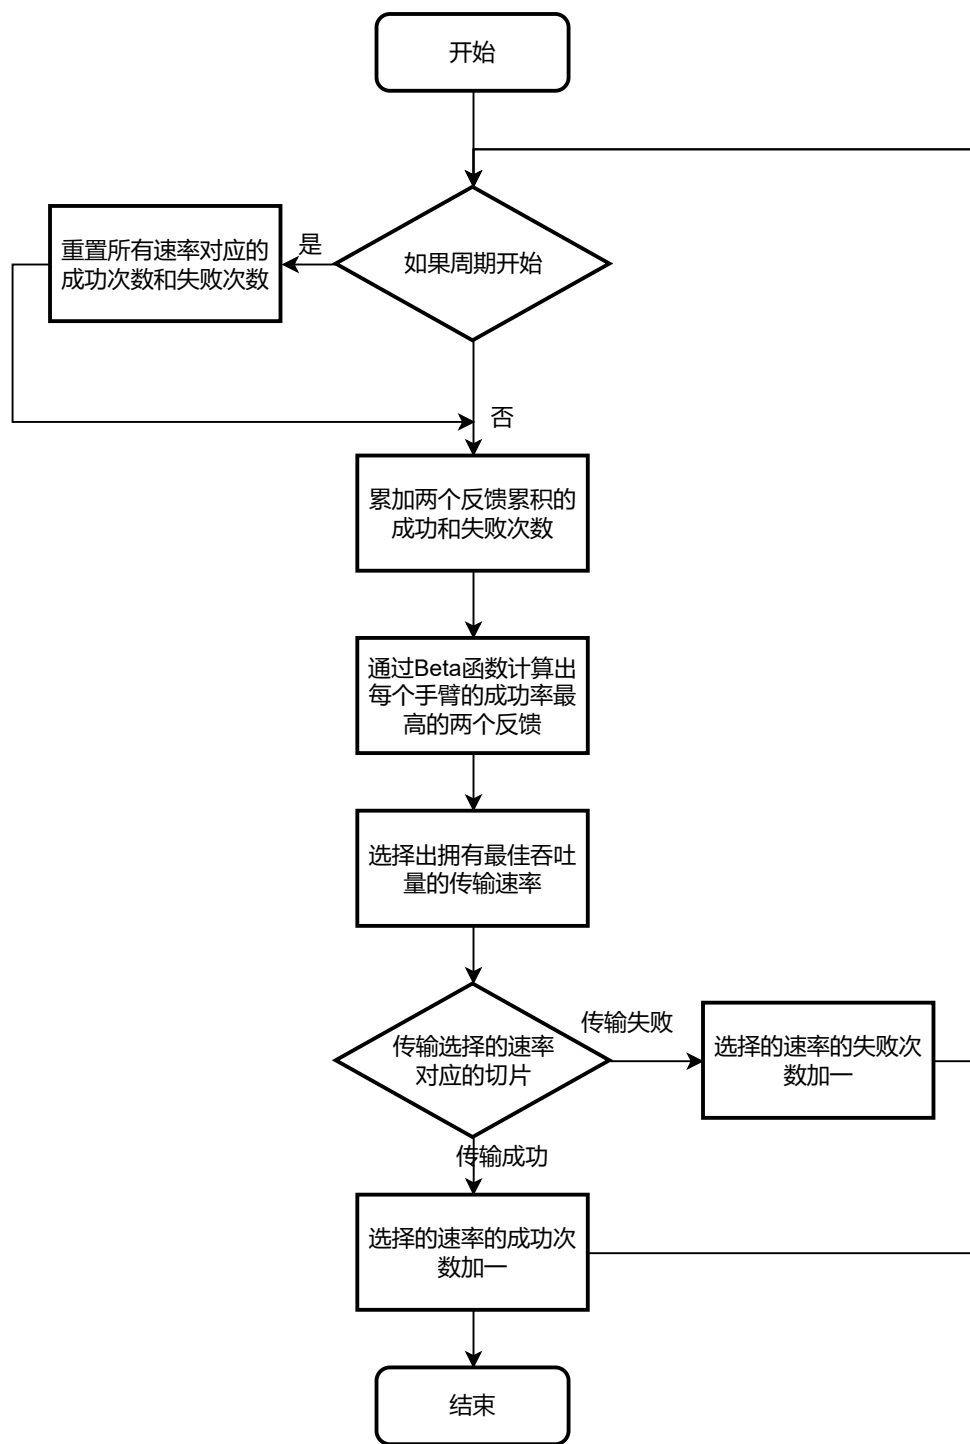 开始
如果周期开始
是
重置所有速率对应的
成功次数和失败次数
否
累加两个反馈累积的
成功和失败次数
通过Beta函数计算出
每个手臂的成功率最
高的两个反馈
选择出拥有最佳吞吐
量的传输速率
传输选择的速率
对应的切片
传输失败
选择的速率的失败次
数加一
传输成功
选择的速率的成功次
数加一
结束